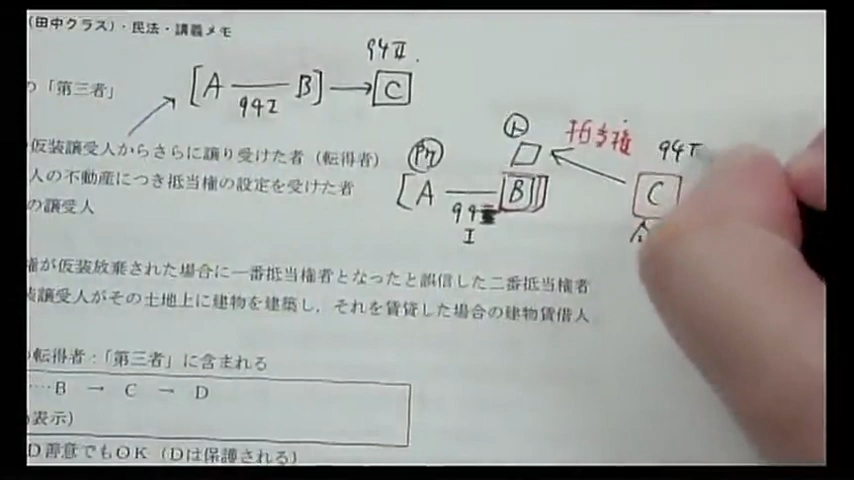 (田中クラス)・民法・講義メモ
94Ⅱ
の「第三者」
[A ― B] → C
94Ⅰ
仮装譲受人からさらに譲り受けた者(転得者)
人の不動産につき抵当権の設定を受けた者
の譲受人
土
抵当権
94Ⅱ
[A ― B]
C
Ⅰ
権が仮装放棄された場合に一番抵当権者となったと誤信した二番抵当権者
装譲受人がその土地上に建物を建築し,それを賃貸した場合の建物賃借人
の転得者:「第三者」に含まれる
‥‥B → C → D
表示)
D善意でもOK(Dは保護される)